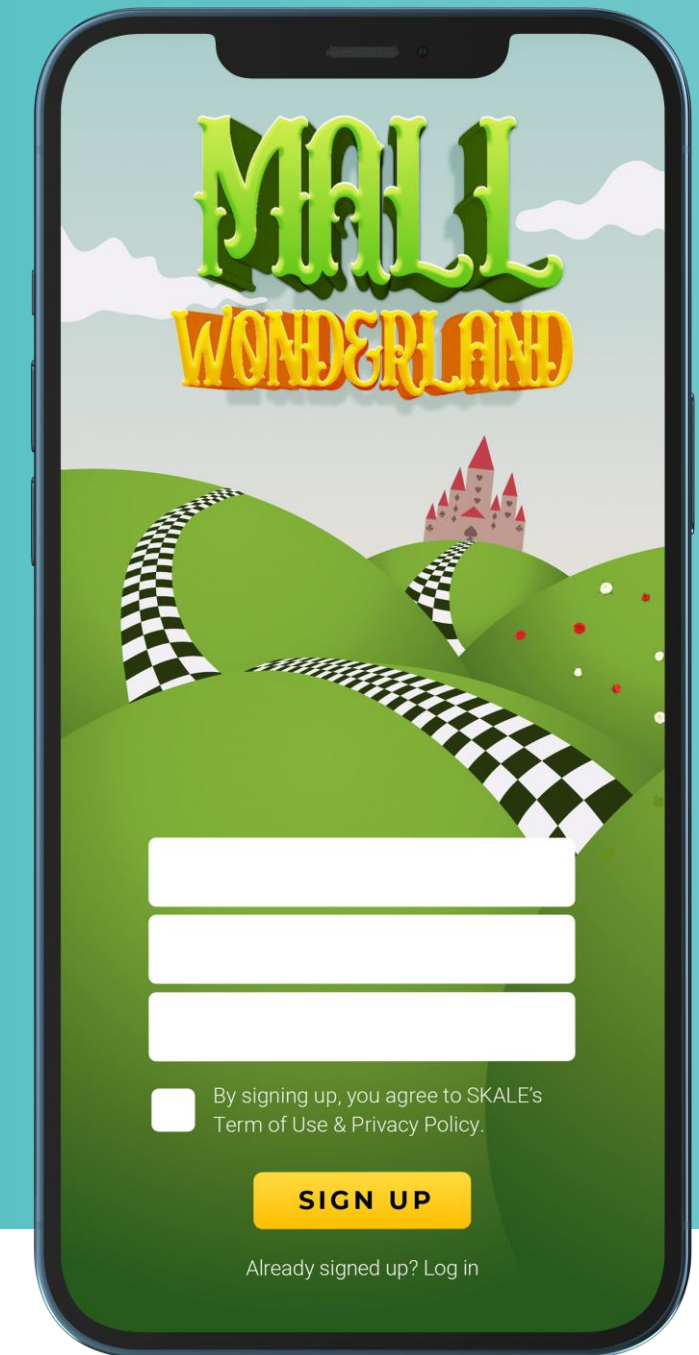 MALL
WONDERLAND
By signing up, you agree to SKALE's
Term of Use & Privacy Policy.
SIGN UP
Already signed up? Log in